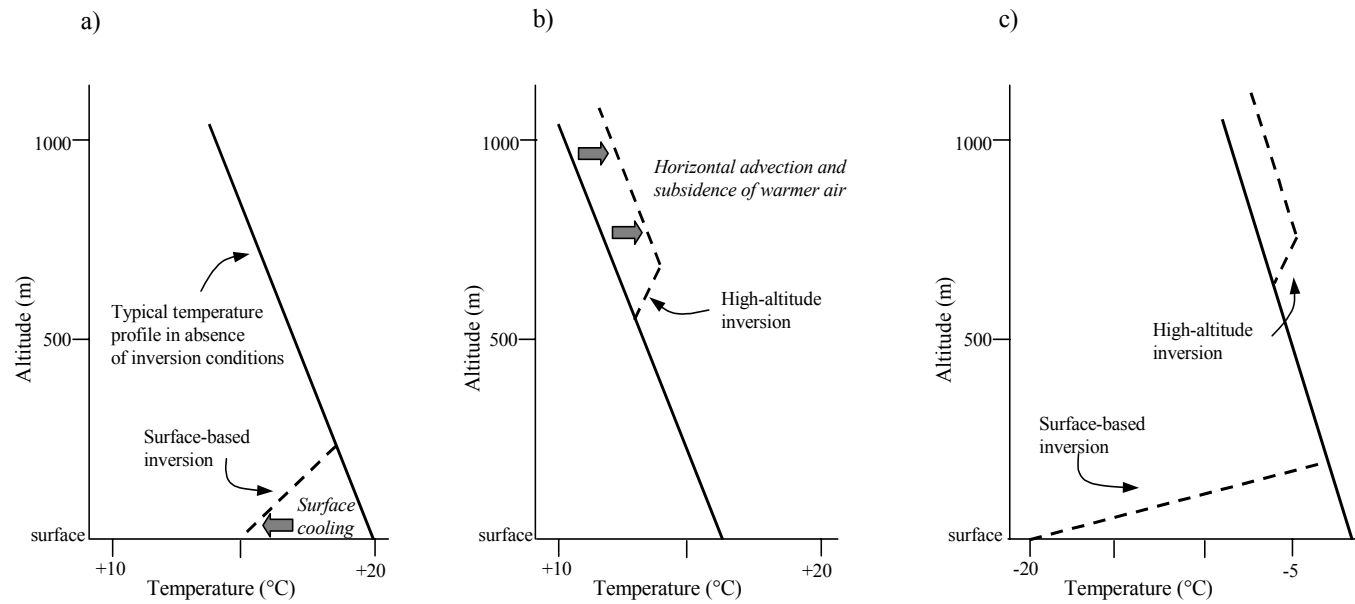 a)
1000
500
surface
Altitude (m)
Typical temperature
profile in absence
of inversion conditions
Surface-based
inversion
Surface
cooling
+10
+20
Temperature (°C)
b)
1000
500
surface
Altitude (m)
Horizontal advection and
subsidence of warmer air
High-altitude
inversion
+10
+20
Temperature (°C)
c)
1000
500
surface
Altitude (m)
High-altitude
inversion
Surface-based
inversion
-20
-5
Temperature (°C)